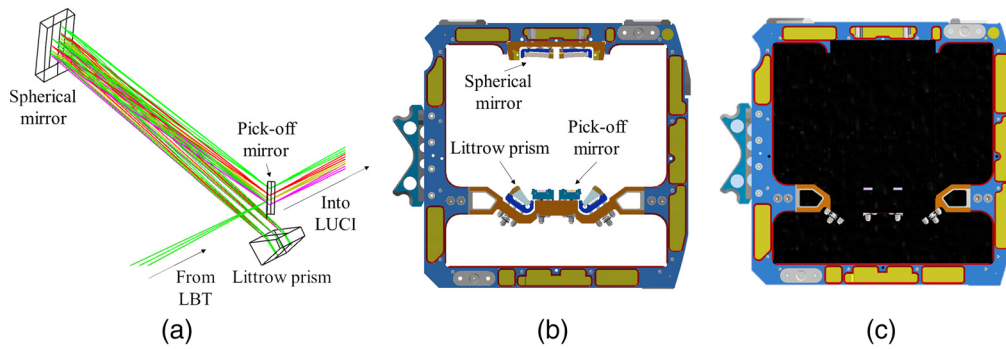 Spherical
mirror
Pick-off
mirror
Into
LUCI
From
LBT
Littrow prism
(a)
Spherical
mirror
Littrow prism
Pick-off
mirror
(b)
(c)